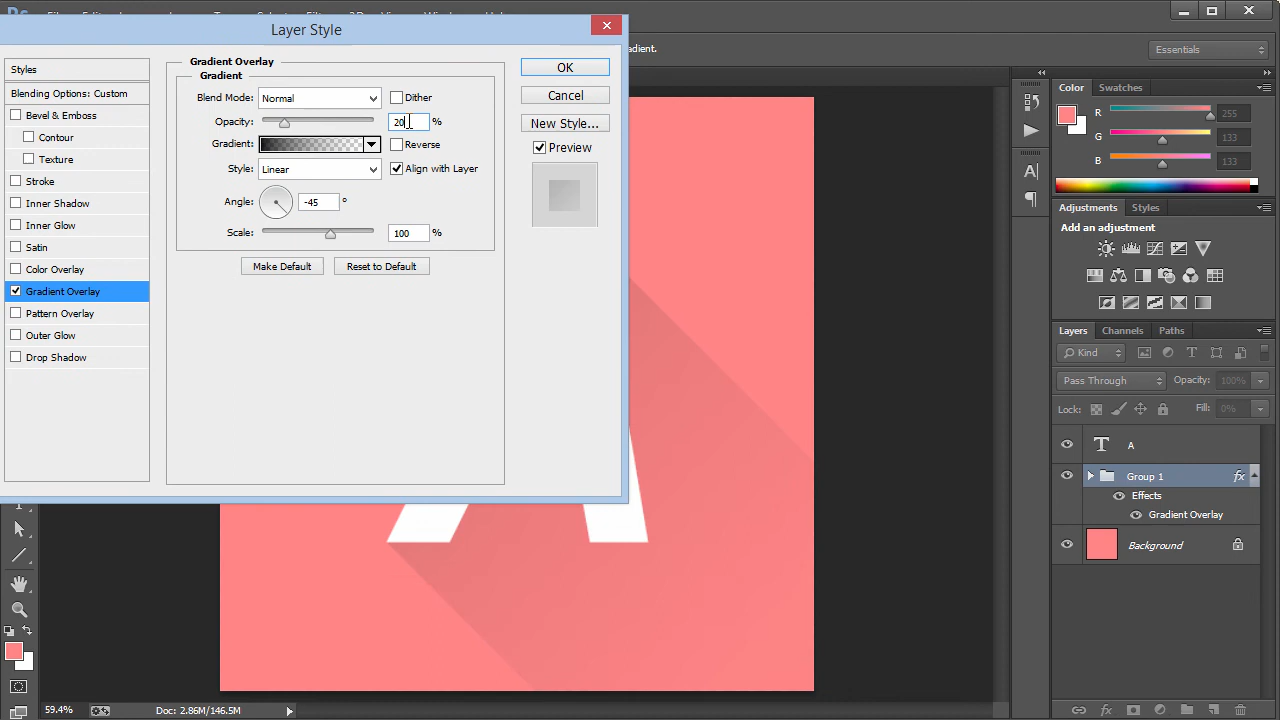 Layer Style
Essentials
Styles
Blending Options: Custom
Bevel & Emboss
Contour
Texture
Stroke
Inner Shadow
Inner Glow
Satin
Color Overlay
Gradient Overlay
Pattern Overlay
Outer Glow
Drop Shadow
Gradient Overlay
Gradient
Blend Mode: Normal
Dither
Opacity: 20 %
Gradient:
Reverse
Style: Linear
Align with Layer
Angle: -45 °
Scale: 100 %
Make Default
Reset to Default
OK
Cancel
New Style...
Preview
A
Color
Swatches
R 255
G 133
B 133
Adjustments
Styles
Add an adjustment
Layers
Channels
Paths
Kind
Pass Through
Opacity: 100%
Lock:
Fill: 0%
A
Group 1
fx
Effects
Gradient Overlay
Background
59.4%
Doc: 2.86M/146.5M